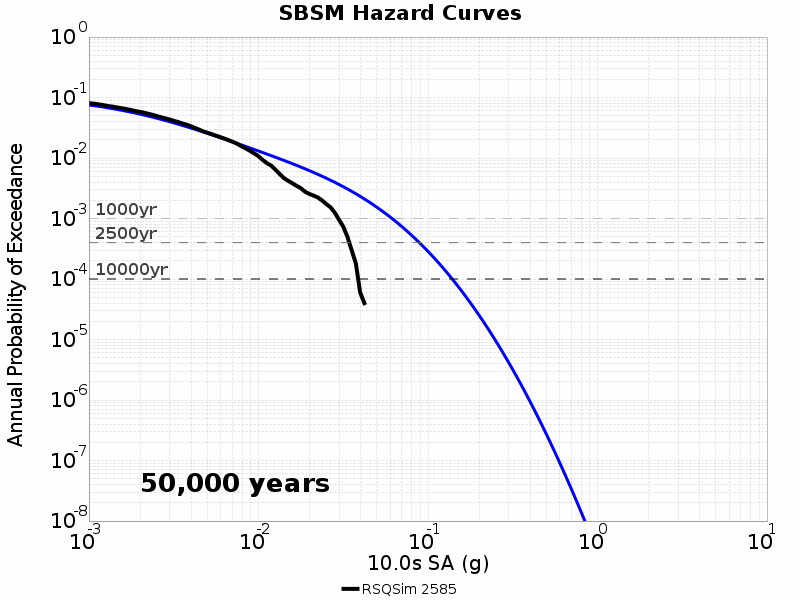 SBSM Hazard Curves
Annual Probability of Exceedance
10^0
10^-1
10^-2
10^-3
10^-4
10^-5
10^-6
10^-7
10^-8
1000yr
2500yr
10000yr
50,000 years
10^-3 10^-2 10^-1 10^0 10^1
10.0s SA (g)
RSQSim 2585